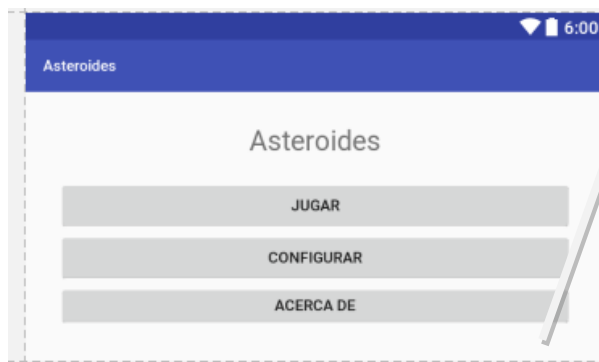 6:00
Asteroides
Asteroides
JUGAR
CONFIGURAR
ACERCA DE